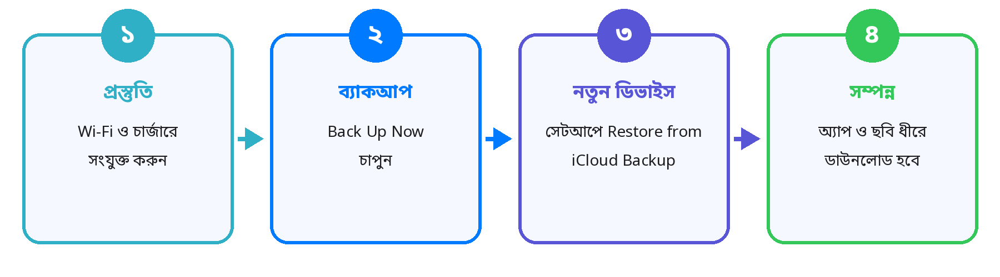 ১
প্রস্তুতি
Wi-Fi ও চার্জারে
সংযুক্ত করুন
২
ব্যাকআপ
Back Up Now
চাপুন
৩
নতুন ডিভাইস
সেটআপে Restore from
iCloud Backup
৪
সম্পন্ন
অ্যাপ ও ছবি ধীরে
ডাউনলোড হবে